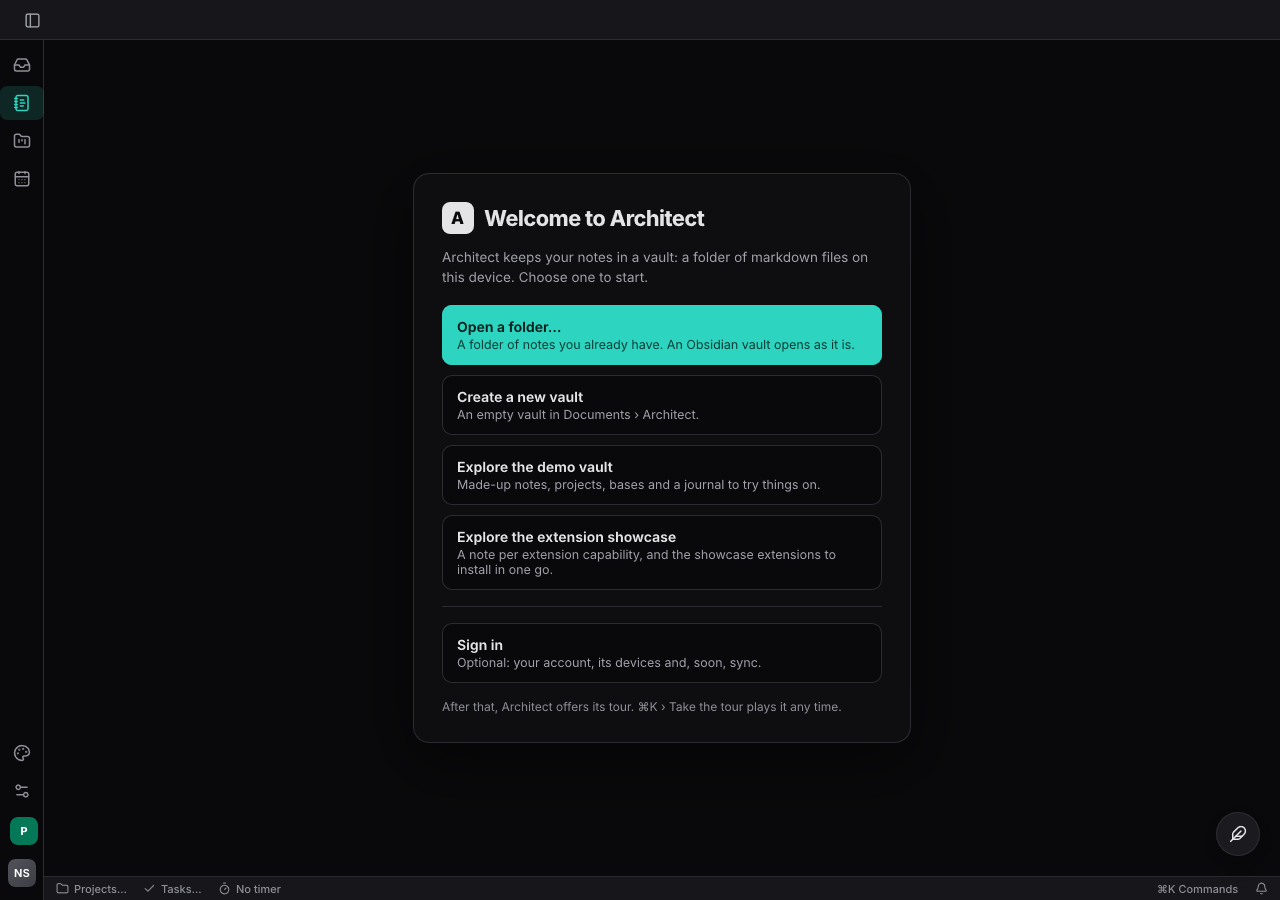 A Welcome to Architect
Architect keeps your notes in a vault: a folder of markdown files on
this device. Choose one to start.
Open a folder...
A folder of notes you already have. An Obsidian vault opens as it is.
Create a new vault
An empty vault in Documents › Architect.
Explore the demo vault
Made-up notes, projects, bases and a journal to try things on.
Explore the extension showcase
A note per extension capability, and the showcase extensions to
install in one go.
Sign in
Optional: your account, its devices and, soon, sync.
After that, Architect offers its tour. ⌘K › Take the tour plays it any time.
P
NS
Projects... Tasks... No timer ⌘K Commands